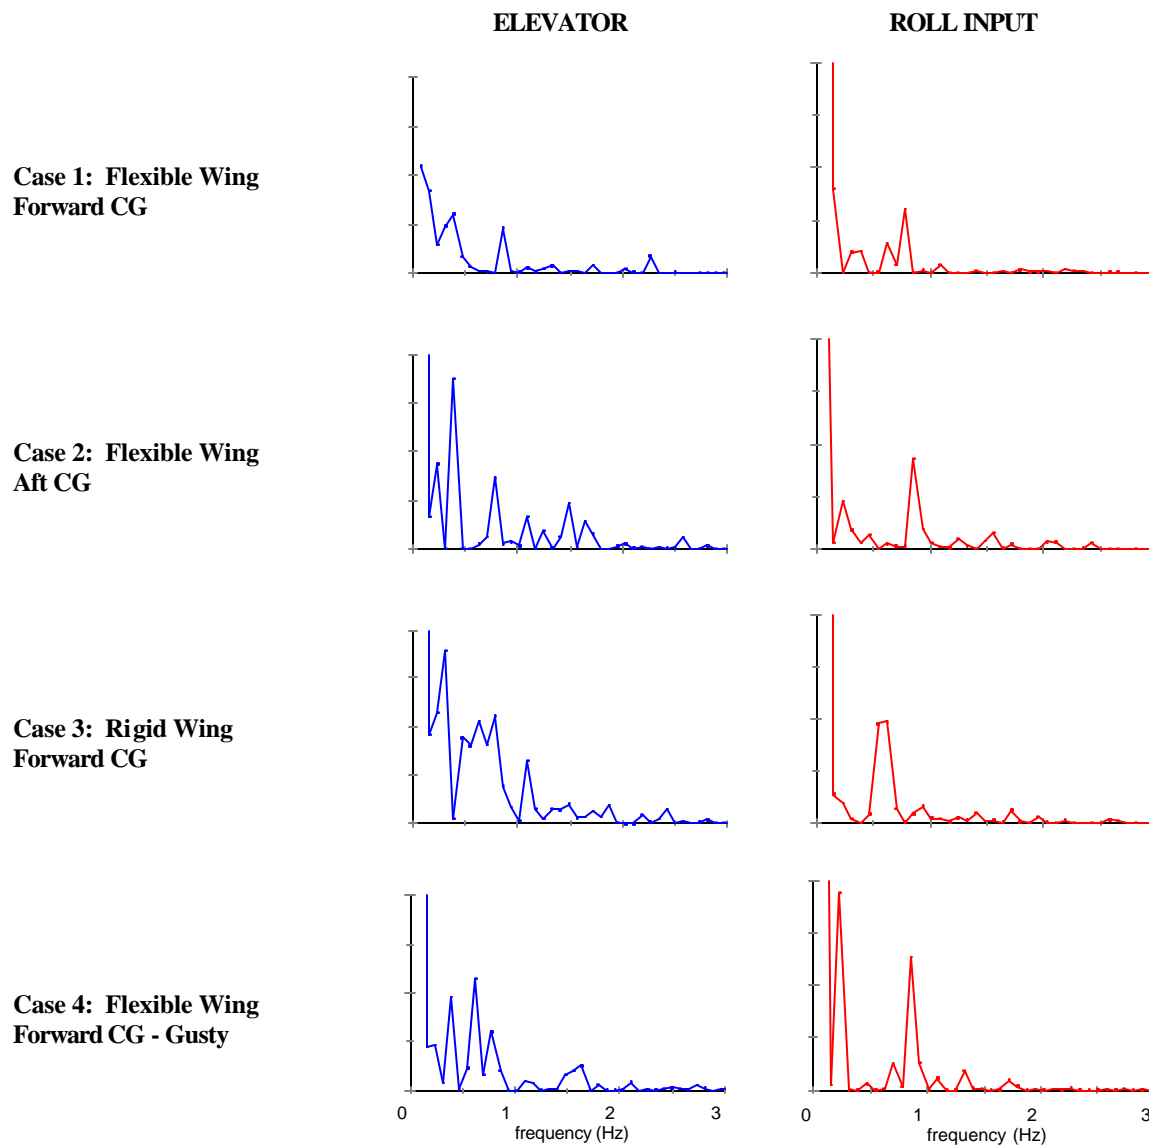 ELEVATOR
ROLL INPUT
Case 1: Flexible Wing
Forward CG
Case 2: Flexible Wing
Aft CG
Case 3: Rigid Wing
Forward CG
Case 4: Flexible Wing
Forward CG - Gusty
0 1 2 3
frequency (Hz)
0 1 2 3
frequency (Hz)